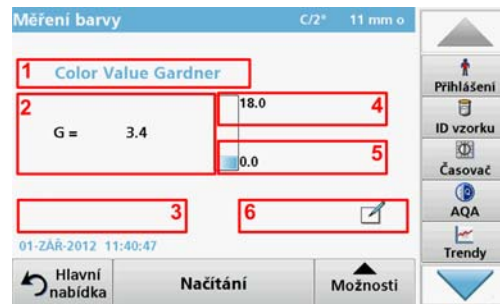 Měření barvy C/2° 11 mm o
1 Color Value Gardner
2 G = 3.4
18.0 4
0.0 5
3 6
01-ZÁŘ-2012 11:40:47
Hlavní nabídka
Načítání
Možnosti
Přihlášení
ID vzorku
Časovač
AQA
Trendy